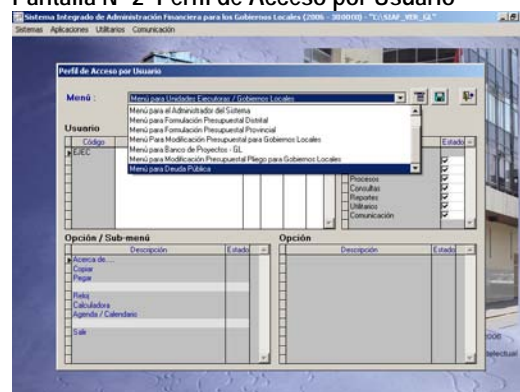 Pantalla N° 2 Perfil de Acceso por Usuario
Sistema Integrado de Administración Financiera para los Gobiernos Locales (2006 - 300000) - "L:\SIAF_VER_GL"
Sistemas Aplicaciones Utilitarios Comunicación
Perfil de Acceso por Usuario
Menú : Menú para Unidades Ejecutoras / Gobiernos Locales
Menú para el Administrador del Sistema
Menú para Formulación Presupuestal Distrital
Menú para Formulación Presupuestal Provincial
Menú Para Modificación Presupuestal para Gobiernos Locales
Menú para Banco de Proyectos - GL
Menú para Modificación Presupuestal Pliego para Gobiernos Locales
Menú para Deuda Pública
Usuario
Código
Estado
EJEC
Procesos
Consultas
Reportes
Utilitarios
Comunicación
Opción / Sub-menú
Opción
Descripción Estado
Descripción Estado
Acerca de....
Copiar
Pegar
Reloj
Calculadora
Agenda / Calendario
Salir
2006